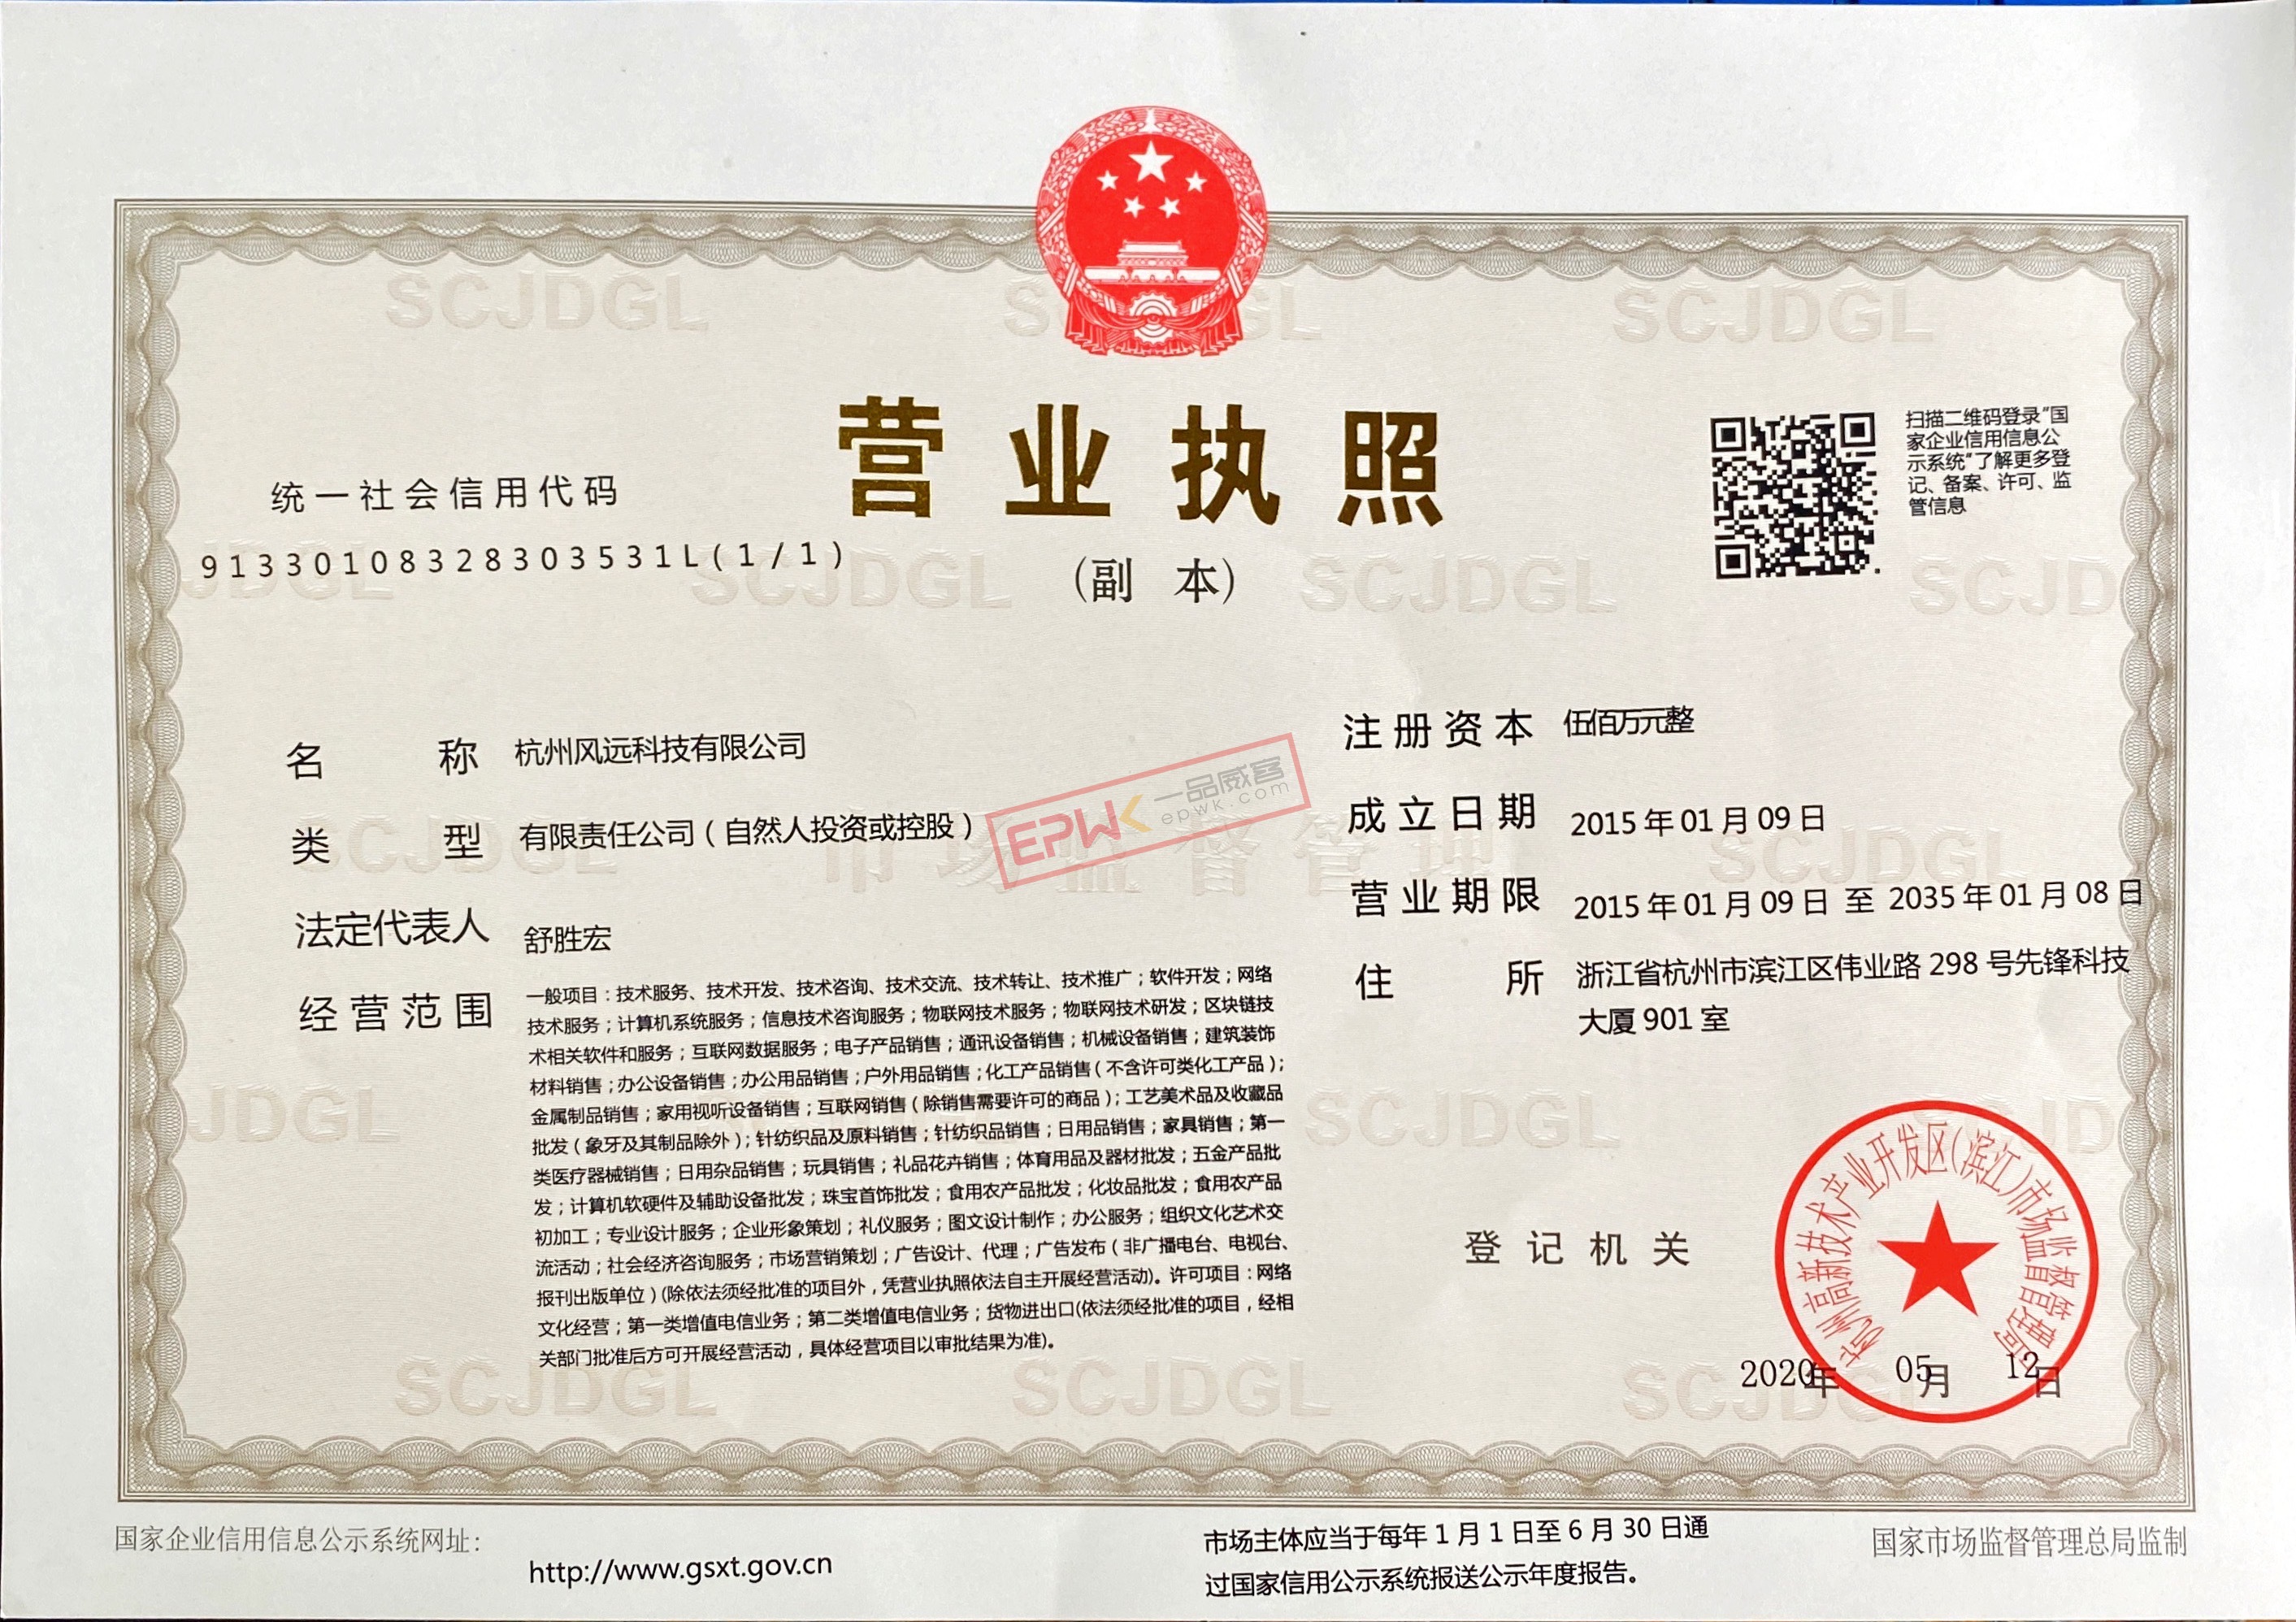 营业执照
(副 本)
统一社会信用代码
91330108328303531L(1/1)
扫描二维码登录"国
家企业信用信息公
示系统"了解更多登
记、备案、许可、监
管信息
名 称 杭州风远科技有限公司
类 型 有限责任公司（自然人投资或控股）
法定代表人 舒胜宏
经营范围 一般项目：技术服务、技术开发、技术咨询、技术交流、技术转让、技术推广；软件开发；网络
技术服务；计算机系统服务；信息技术咨询服务；物联网技术服务；物联网技术研发；区块链技
术相关软件和服务；互联网数据服务；电子产品销售；通讯设备销售；机械设备销售；建筑装饰
材料销售；办公设备销售；办公用品销售；户外用品销售；化工产品销售（不含许可类化工产品）；
金属制品销售；家用视听设备销售；互联网销售（除销售需要许可的商品）；工艺美术品及收藏品
批发（象牙及其制品除外）；针纺织品及原料销售；针纺织品销售；日用品销售；家具销售；第一
类医疗器械销售；日用杂品销售；玩具销售；礼品花卉销售；体育用品及器材批发；五金产品批
发；计算机软硬件及辅助设备批发；珠宝首饰批发；食用农产品批发；化妆品批发；食用农产品
初加工；专业设计服务；企业形象策划；礼仪服务；图文设计制作；办公服务；组织文化艺术交
流活动；社会经济咨询服务；市场营销策划；广告设计、代理；广告发布（非广播电台、电视台、
报刊出版单位）(除依法须经批准的项目外，凭营业执照依法自主开展经营活动)。许可项目：网络
文化经营；第一类增值电信业务；第二类增值电信业务；货物进出口(依法须经批准的项目，经相
关部门批准后方可开展经营活动，具体经营项目以审批结果为准)。
注册资本 伍佰万元整
成立日期 2015年01月09日
营业期限 2015年01月09日 至 2035年01月08日
住 所 浙江省杭州市滨江区伟业路298号先锋科技
大厦901室
登记机关
杭州高新技术产业开发区(滨江)市场监督管理局
2020年 05月 12日
EPWK 一品威客
epwk.com
市场监督管理
SCJDGL
SCJDGL
SCJDGL
JDGL
SCJDGL
SCJDGL
SCJD
SCJDGL
SCJDGL
JDGL
SCJDGL
SCJDGL
SCJDGL
SCJDGL
国家企业信用信息公示系统网址：
http://www.gsxt.gov.cn
市场主体应当于每年1月1日至6月30日通
过国家信用公示系统报送公示年度报告。
国家市场监督管理总局监制